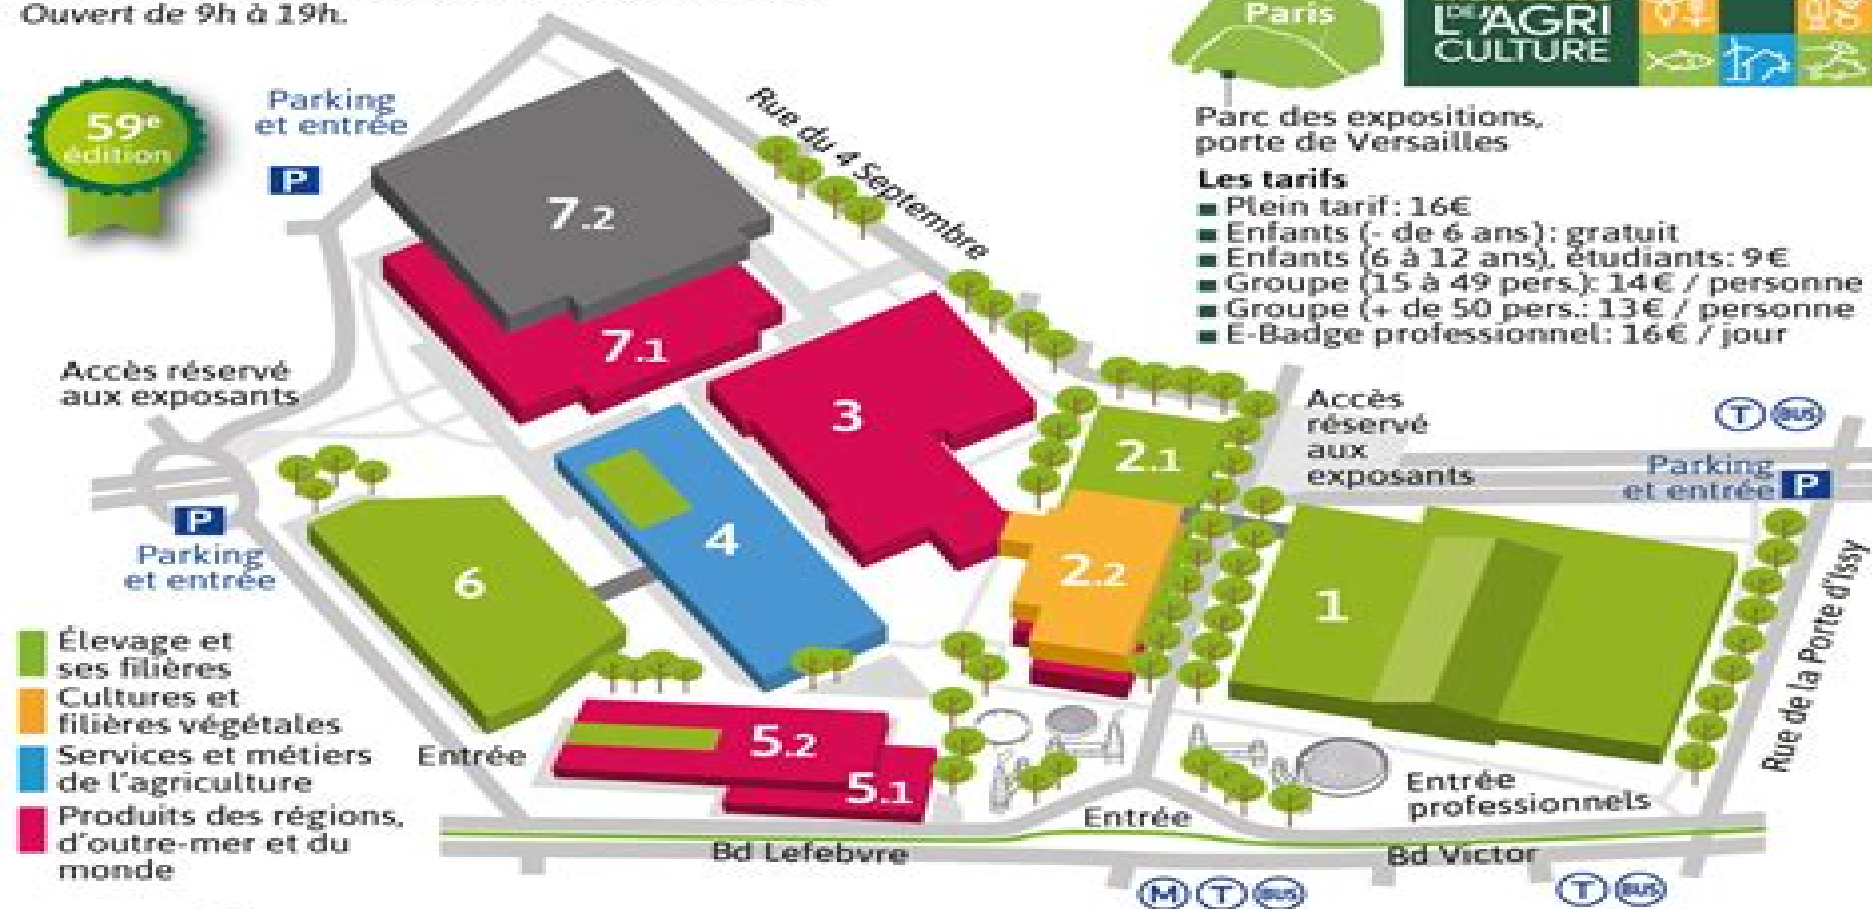 Ouvert de 9h à 19h.
59e
édition
Parking
et entrée
P
Rue du 4 Septembre
Paris
L'AGRI
DE
CULTURE
Parc des expositions,
porte de Versailles
Les tarifs
Plein tarif: 16€
Enfants (- de 6 ans): gratuit
Enfants (6 à 12 ans), étudiants: 9€
Groupe (15 à 49 pers.): 14€ / personne
Groupe (+ de 50 pers.: 13€ / personne
E-Badge professionnel: 16€ / jour
7.2
7.1
3
Accès réservé
aux exposants
Accès
réservé
aux
exposants
T BUS
Parking
et entrée P
2.1
2.2
4
6
1
P
Parking
et entrée
Rue de la Porte d'Issy
Élevage et
ses filières
Cultures et
filières végétales
Services et métiers
de l'agriculture
Produits des régions,
d'outre-mer et du
monde
Entrée
5.2
5.1
Entrée
Entrée
professionnels
Bd Lefebvre
Bd Victor
M T BUS
T BUS